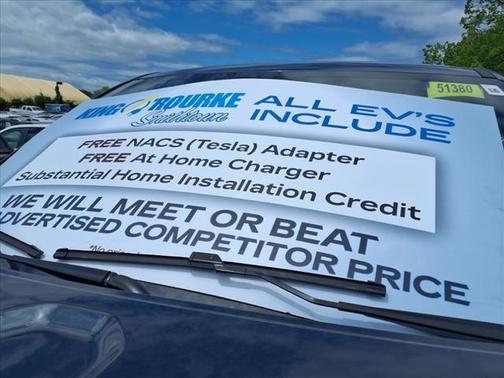 51380
KING O'ROURKE
Smithtown
ALL EV'S
INCLUDE
FREE NACS (Tesla) Adapter
FREE At Home Charger
Substantial Home Installation Credit
WE WILL MEET OR BEAT
ADVERTISED COMPETITOR PRICE
*No